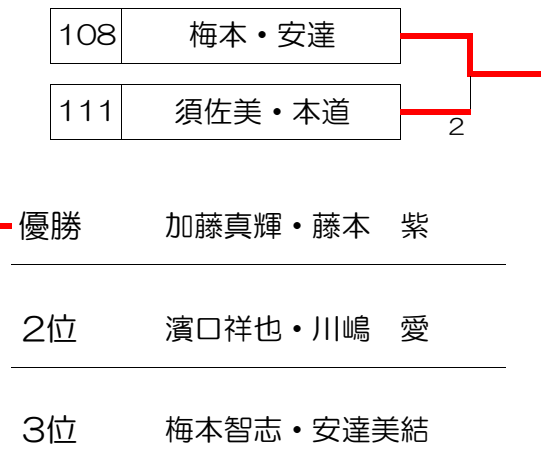 108 梅本・安達
111 須佐美・本道
2
優勝 加藤真輝・藤本 紫
2位 濱口祥也・川嶋 愛
3位 梅本智志・安達美結